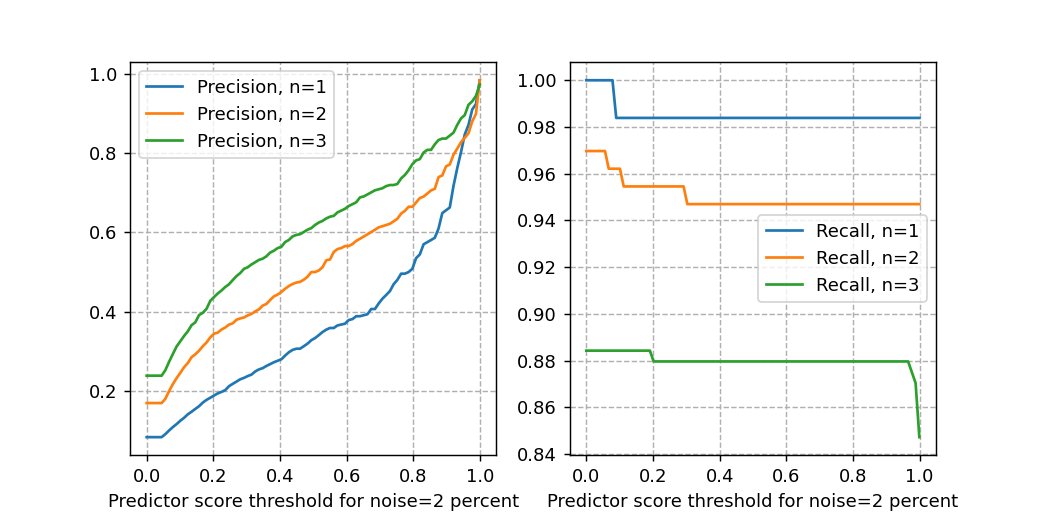 1.0
0.8
0.6
0.4
0.2
Precision, n=1
Precision, n=2
Precision, n=3
0.0 0.2 0.4 0.6 0.8 1.0
Predictor score threshold for noise=2 percent
1.00
0.98
0.96
0.94
0.92
0.90
0.88
0.86
0.84
Recall, n=1
Recall, n=2
Recall, n=3
0.0 0.2 0.4 0.6 0.8 1.0
Predictor score threshold for noise=2 percent